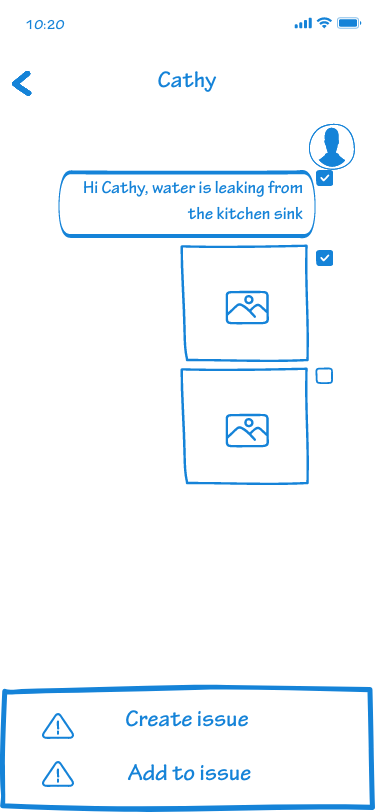 10:20
Cathy
Hi Cathy, water is leaking from
the kitchen sink
Create issue
Add to issue